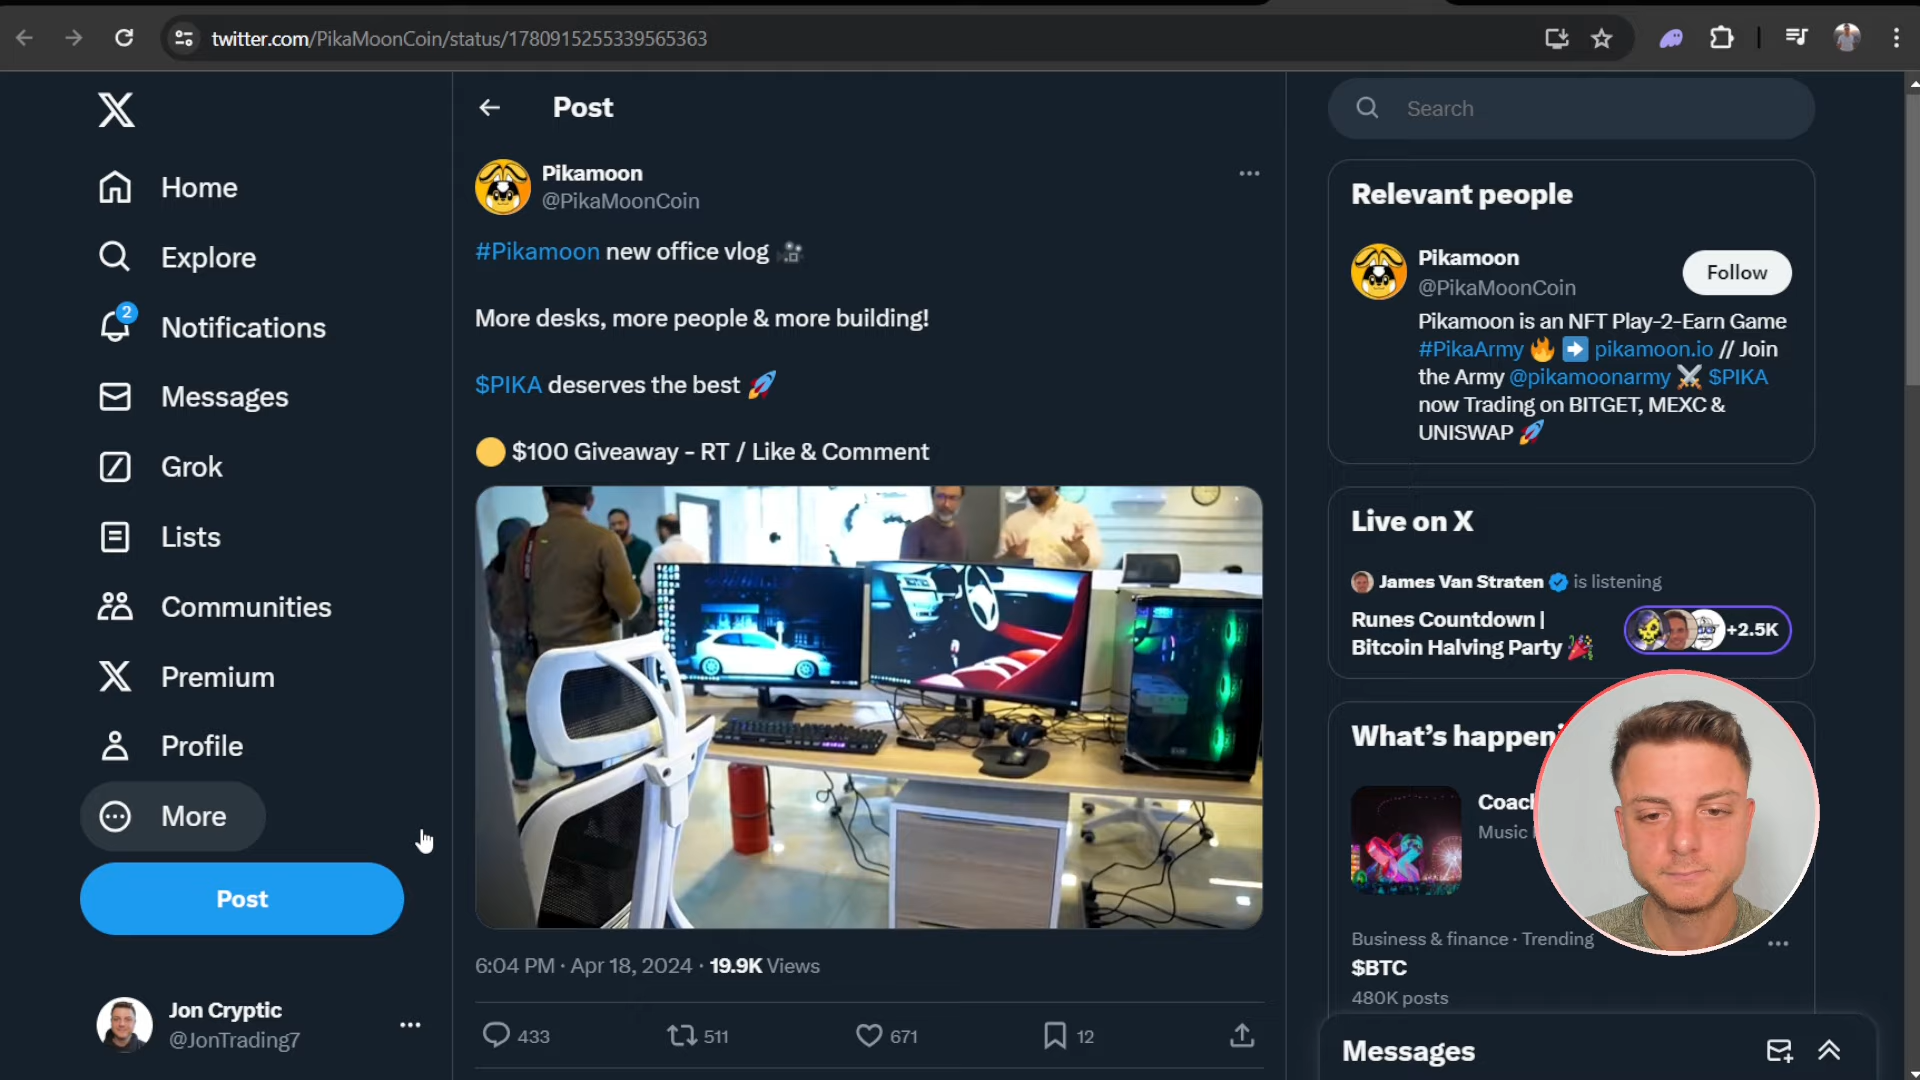 twitter.com/PikaMoonCoin/status/1780915255339565363
Home
Explore
2
Notifications
Messages
Grok
Lists
Communities
Premium
Profile
More
Post
Jon Cryptic
@JonTrading7
Post
Pikamoon
@PikaMoonCoin
#Pikamoon new office vlog
More desks, more people & more building!
$PIKA deserves the best 🚀
🟡 $100 Giveaway - RT / Like & Comment
6:04 PM · Apr 18, 2024 · 19.9K Views
433
511
671
12
Search
Relevant people
Pikamoon
@PikaMoonCoin
Follow
Pikamoon is an NFT Play-2-Earn Game
#PikaArmy 🔥 ➡️ pikamoon.io // Join
the Army @pikamoonarmy ⚔️ $PIKA
now Trading on BITGET, MEXC &
UNISWAP 🚀
Live on X
James Van Straten is listening
Runes Countdown |
Bitcoin Halving Party 🎉
+2.5K
What's happeni
Coach
Music
Business & finance · Trending
$BTC
480K posts
Messages